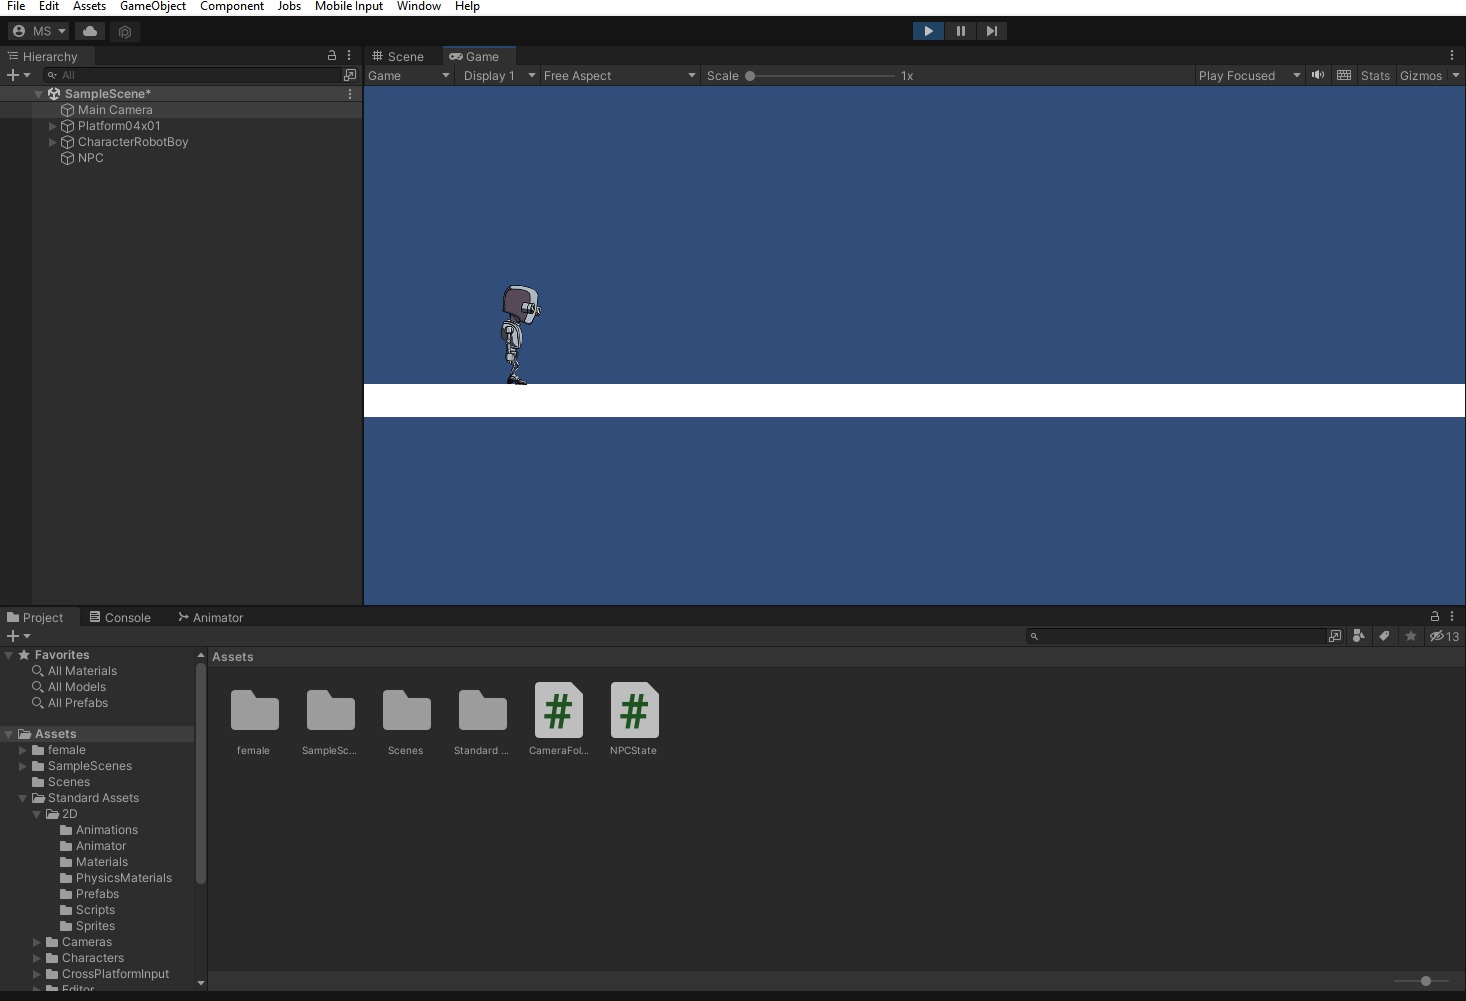 File Edit Assets GameObject Component Jobs Mobile Input Window Help
MS
Hierarchy
All
SampleScene*
Main Camera
Platform04x01
CharacterRobotBoy
NPC
Scene Game
Game Display 1 Free Aspect Scale 1x Play Focused Stats Gizmos
Project Console Animator
13
Favorites
All Materials
All Models
All Prefabs
Assets
female
SampleScenes
Scenes
Standard Assets
2D
Animations
Animator
Materials
PhysicsMaterials
Prefabs
Scripts
Sprites
Cameras
Characters
CrossPlatformInput
Editor
Assets
female SampleSc... Scenes Standard ... CameraFol... NPCState